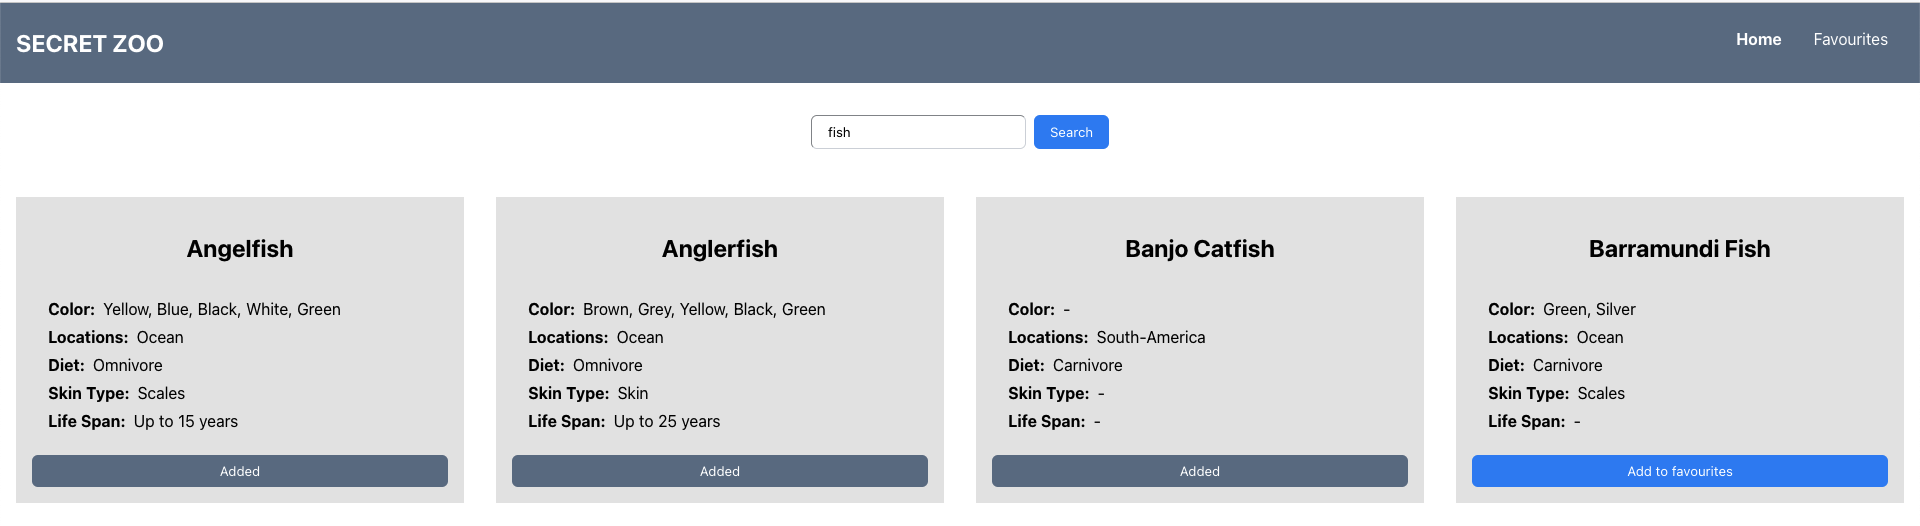 SECRET ZOO
Home Favourites
fish Search
Angelfish
Color: Yellow, Blue, Black, White, Green
Locations: Ocean
Diet: Omnivore
Skin Type: Scales
Life Span: Up to 15 years
Added
Anglerfish
Color: Brown, Grey, Yellow, Black, Green
Locations: Ocean
Diet: Omnivore
Skin Type: Skin
Life Span: Up to 25 years
Added
Banjo Catfish
Color: -
Locations: South-America
Diet: Carnivore
Skin Type: -
Life Span: -
Added
Barramundi Fish
Color: Green, Silver
Locations: Ocean
Diet: Carnivore
Skin Type: Scales
Life Span: -
Add to favourites